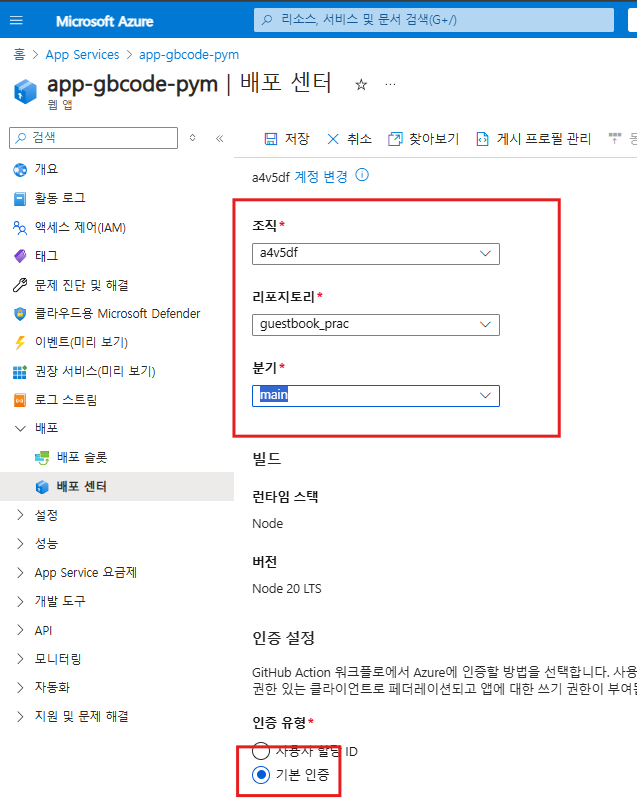 Microsoft Azure
리소스, 서비스 및 문서 검색(G+/)
홈 > App Services > app-gbcode-pym
app-gbcode-pym | 배포 센터
웹 앱
검색
저장
취소
찾아보기
게시 프로필 관리
개요
활동 로그
액세스 제어(IAM)
태그
문제 진단 및 해결
클라우드용 Microsoft Defender
이벤트(미리 보기)
권장 서비스(미리 보기)
로그 스트림
배포
배포 슬롯
배포 센터
설정
성능
App Service 요금제
개발 도구
API
모니터링
자동화
지원 및 문제 해결
a4v5df 계정 변경
조직*
a4v5df
리포지토리*
guestbook_prac
분기*
main
빌드
런타임 스택
Node
버전
Node 20 LTS
인증 설정
GitHub Action 워크플로에서 Azure에 인증할 방법을 선택합니다. 사용
권한 있는 클라이언트로 페더레이션되고 앱에 대한 쓰기 권한이
인증 유형*
사용자 할당 ID
기본 인증